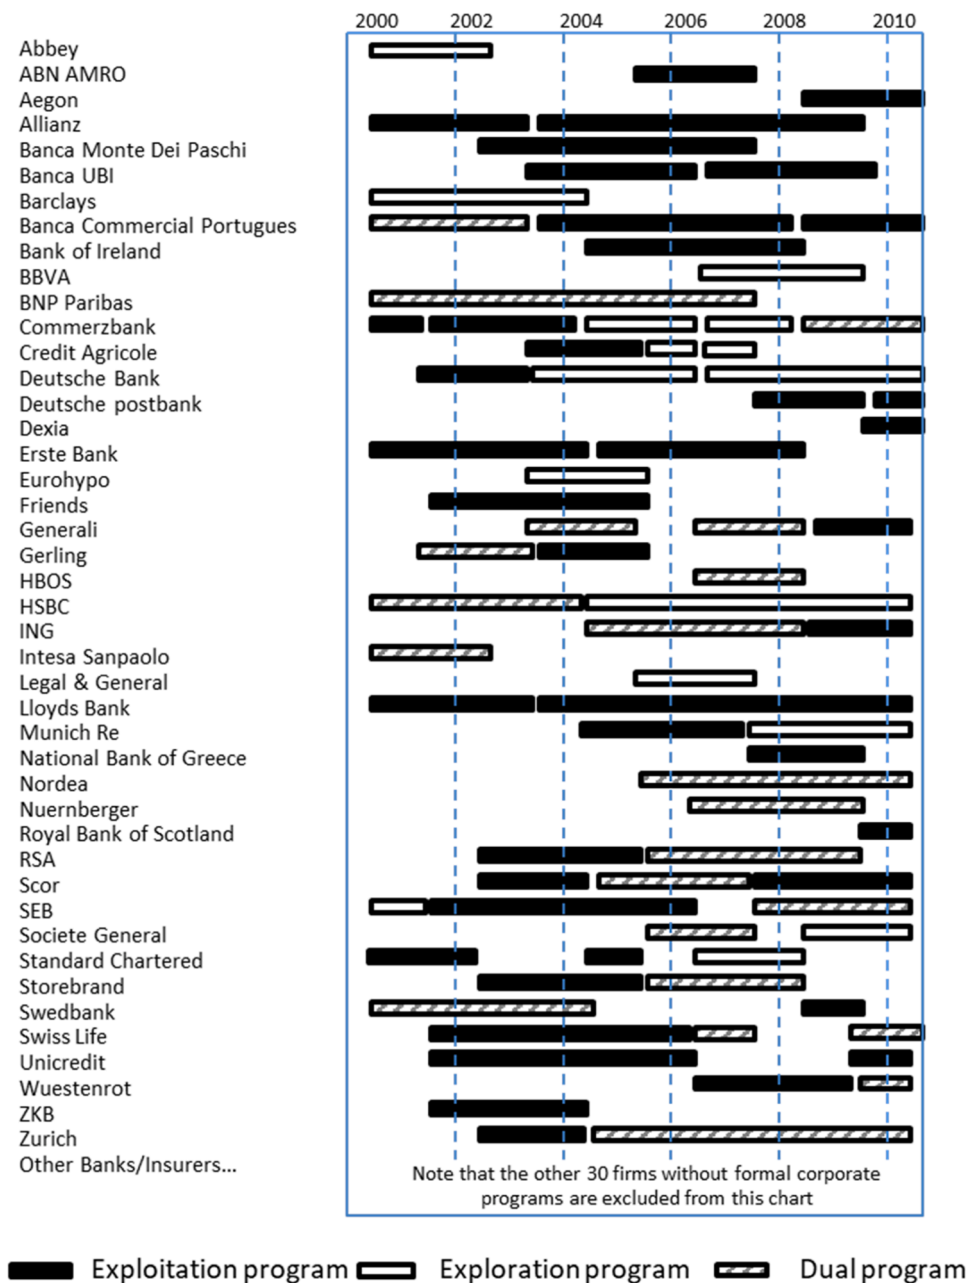 2000 2002 2004 2006 2008 2010
Abbey
ABN AMRO
Aegon
Allianz
Banca Monte Dei Paschi
Banca UBI
Barclays
Banca Commercial Portugues
Bank of Ireland
BBVA
BNP Paribas
Commerzbank
Credit Agricole
Deutsche Bank
Deutsche postbank
Dexia
Erste Bank
Eurohypo
Friends
Generali
Gerling
HBOS
HSBC
ING
Intesa Sanpaolo
Legal & General
Lloyds Bank
Munich Re
National Bank of Greece
Nordea
Nuernberger
Royal Bank of Scotland
RSA
Scor
SEB
Societe General
Standard Chartered
Storebrand
Swedbank
Swiss Life
Unicredit
Wuestenrot
ZKB
Zurich
Other Banks/Insurers...
Note that the other 30 firms without formal corporate
programs are excluded from this chart
Exploitation program Exploration program Dual program